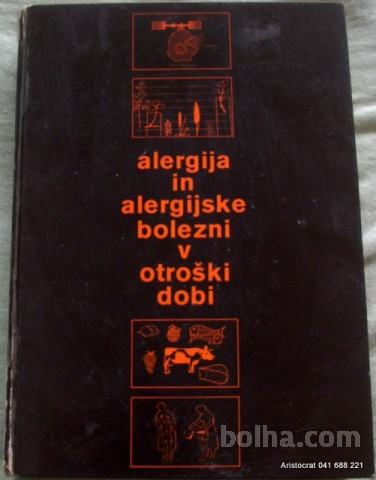 alergija
in
alergijske
bolezni
v
otroški
dobi
bolha.com
Aristocrat 041 688 221